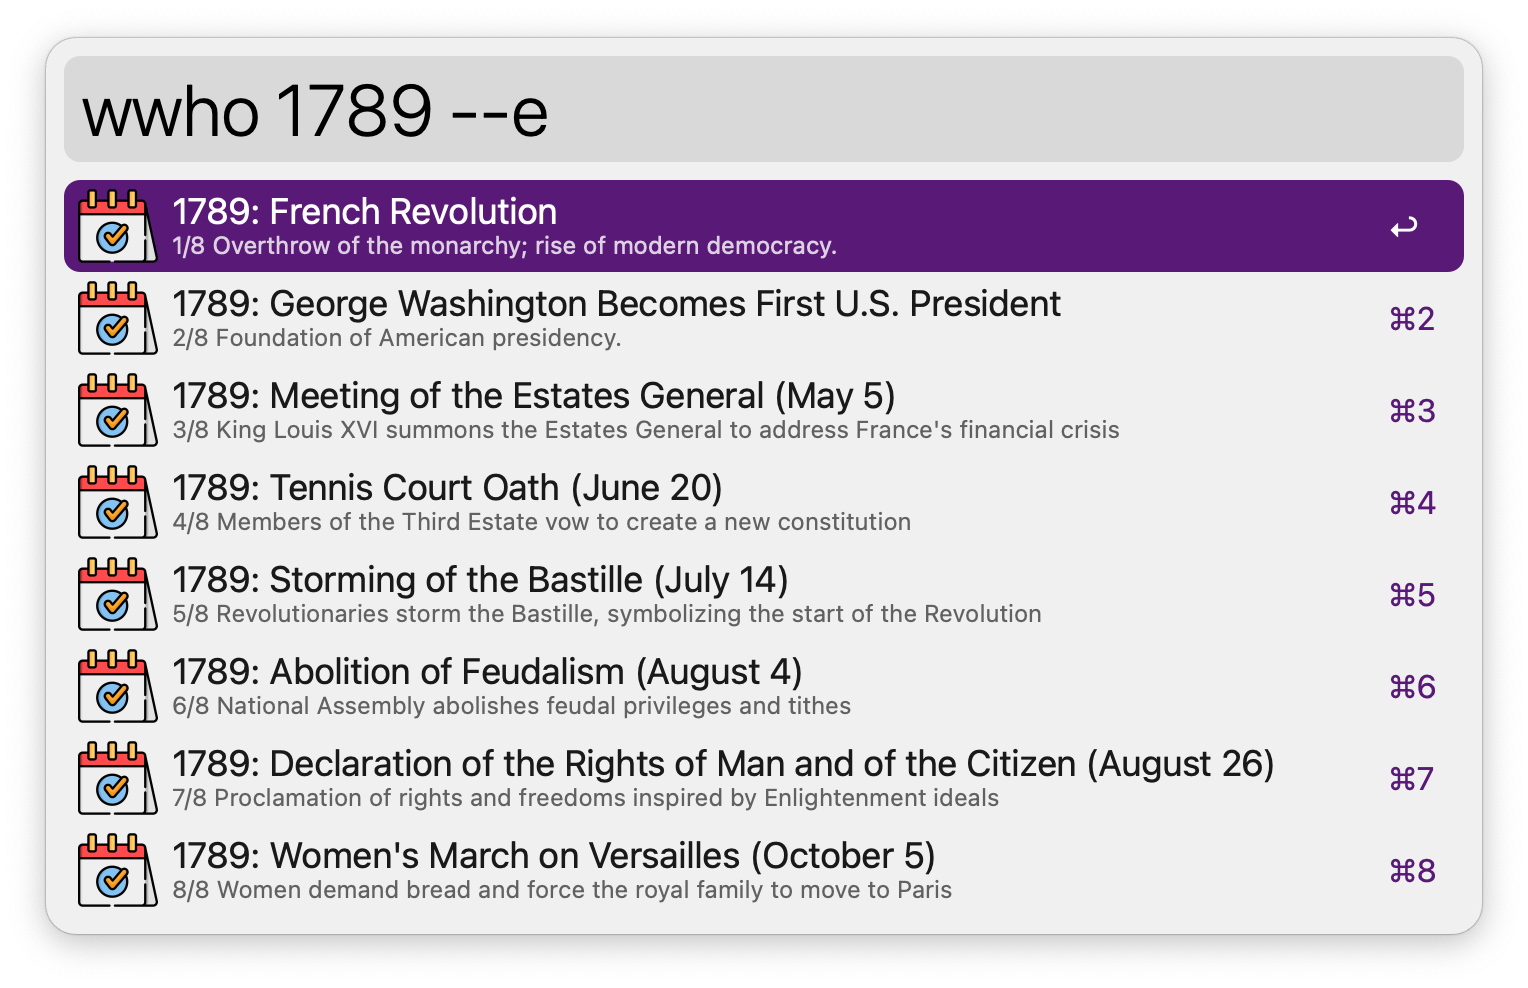 wwho 1789 --e
1789: French Revolution
1/8 Overthrow of the monarchy; rise of modern democracy.
1789: George Washington Becomes First U.S. President
⌘2
2/8 Foundation of American presidency.
1789: Meeting of the Estates General (May 5)
⌘3
3/8 King Louis XVI summons the Estates General to address France's financial crisis
1789: Tennis Court Oath (June 20)
⌘4
4/8 Members of the Third Estate vow to create a new constitution
1789: Storming of the Bastille (July 14)
⌘5
5/8 Revolutionaries storm the Bastille, symbolizing the start of the Revolution
1789: Abolition of Feudalism (August 4)
⌘6
6/8 National Assembly abolishes feudal privileges and tithes
1789: Declaration of the Rights of Man and of the Citizen (August 26)
⌘7
7/8 Proclamation of rights and freedoms inspired by Enlightenment ideals
1789: Women's March on Versailles (October 5)
⌘8
8/8 Women demand bread and force the royal family to move to Paris